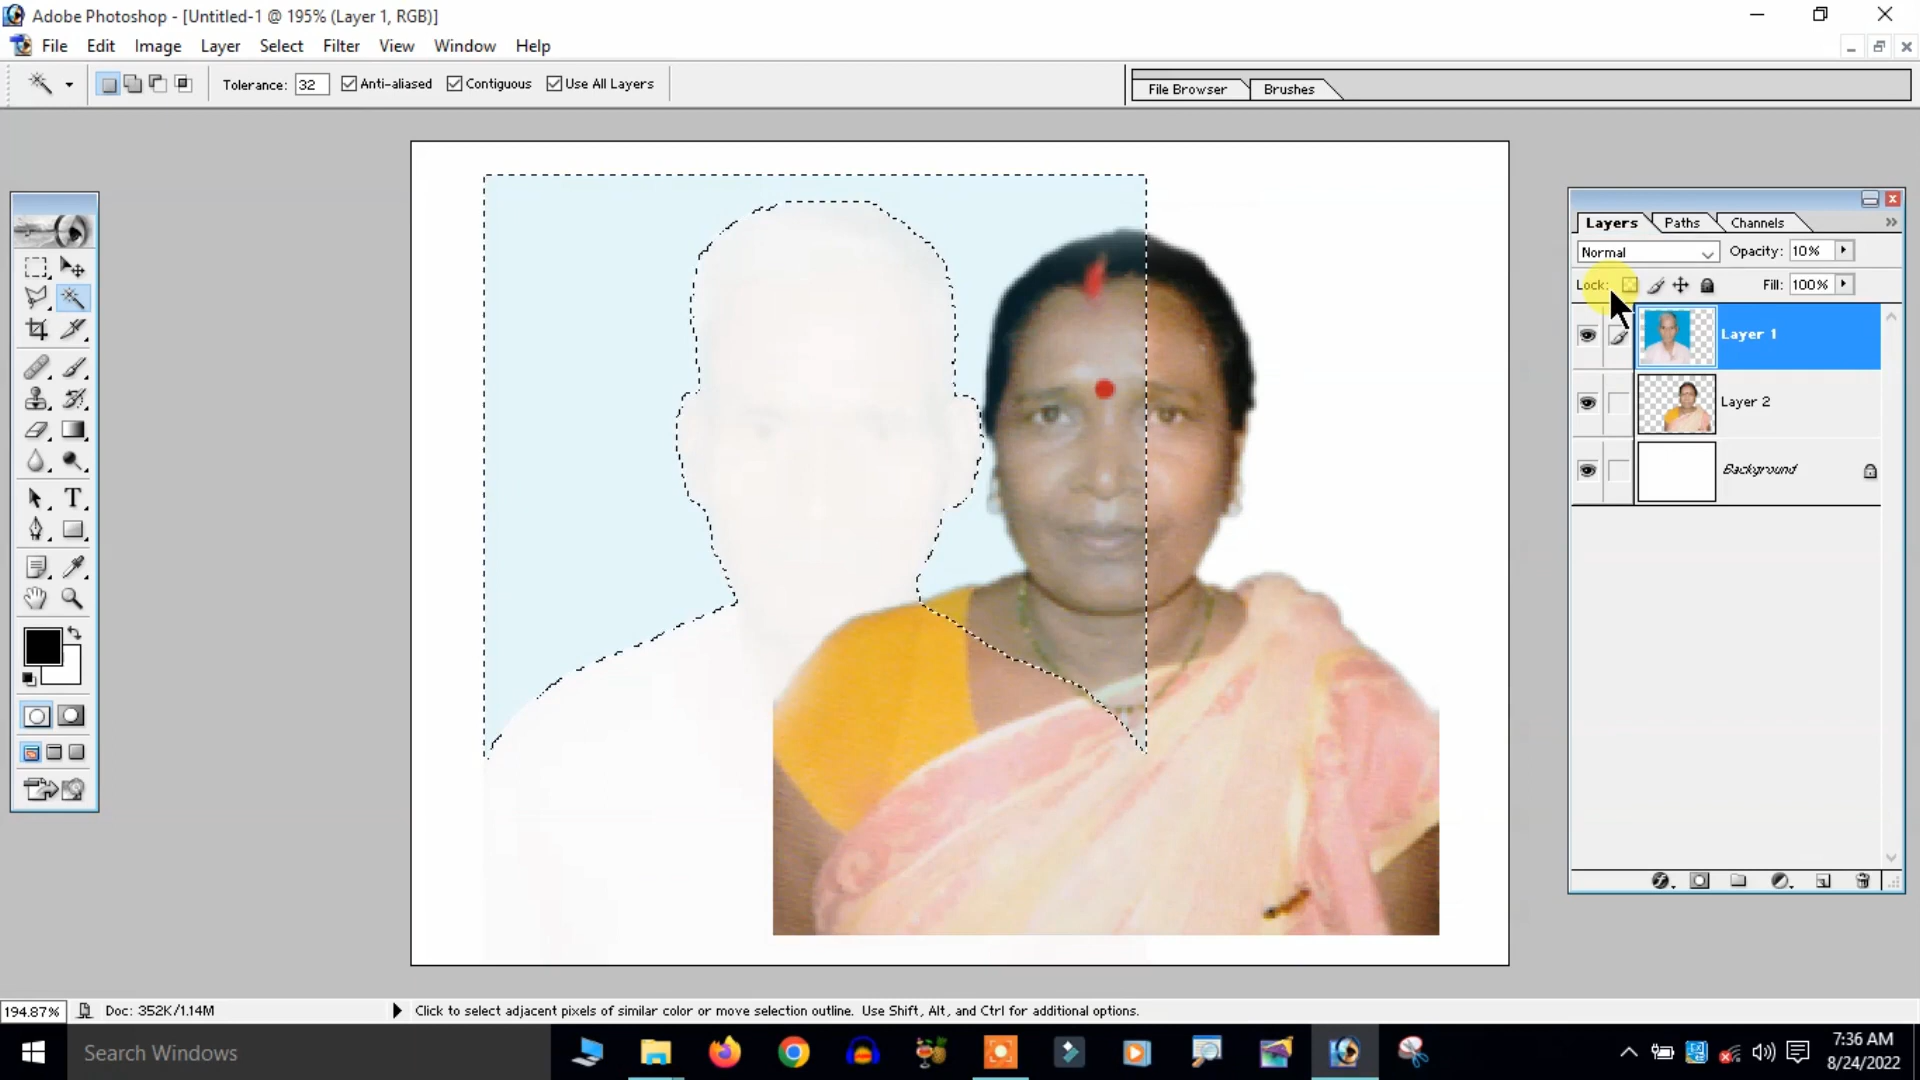 Adobe Photoshop - [Untitled-1 @ 195% (Layer 1, RGB)]
File Edit Image Layer Select Filter View Window Help
Tolerance: 32 Anti-aliased Contiguous Use All Layers File Browser Brushes
Layers Paths Channels
Normal Opacity: 10%
Lock: Fill: 100%
Layer 1
Layer 2
Background
T
194.87% Doc: 352K/1.14M Click to select adjacent pixels of similar color or move selection outline. Use Shift, Alt, and Ctrl for additional options.
Search Windows
7:36 AM
8/24/2022